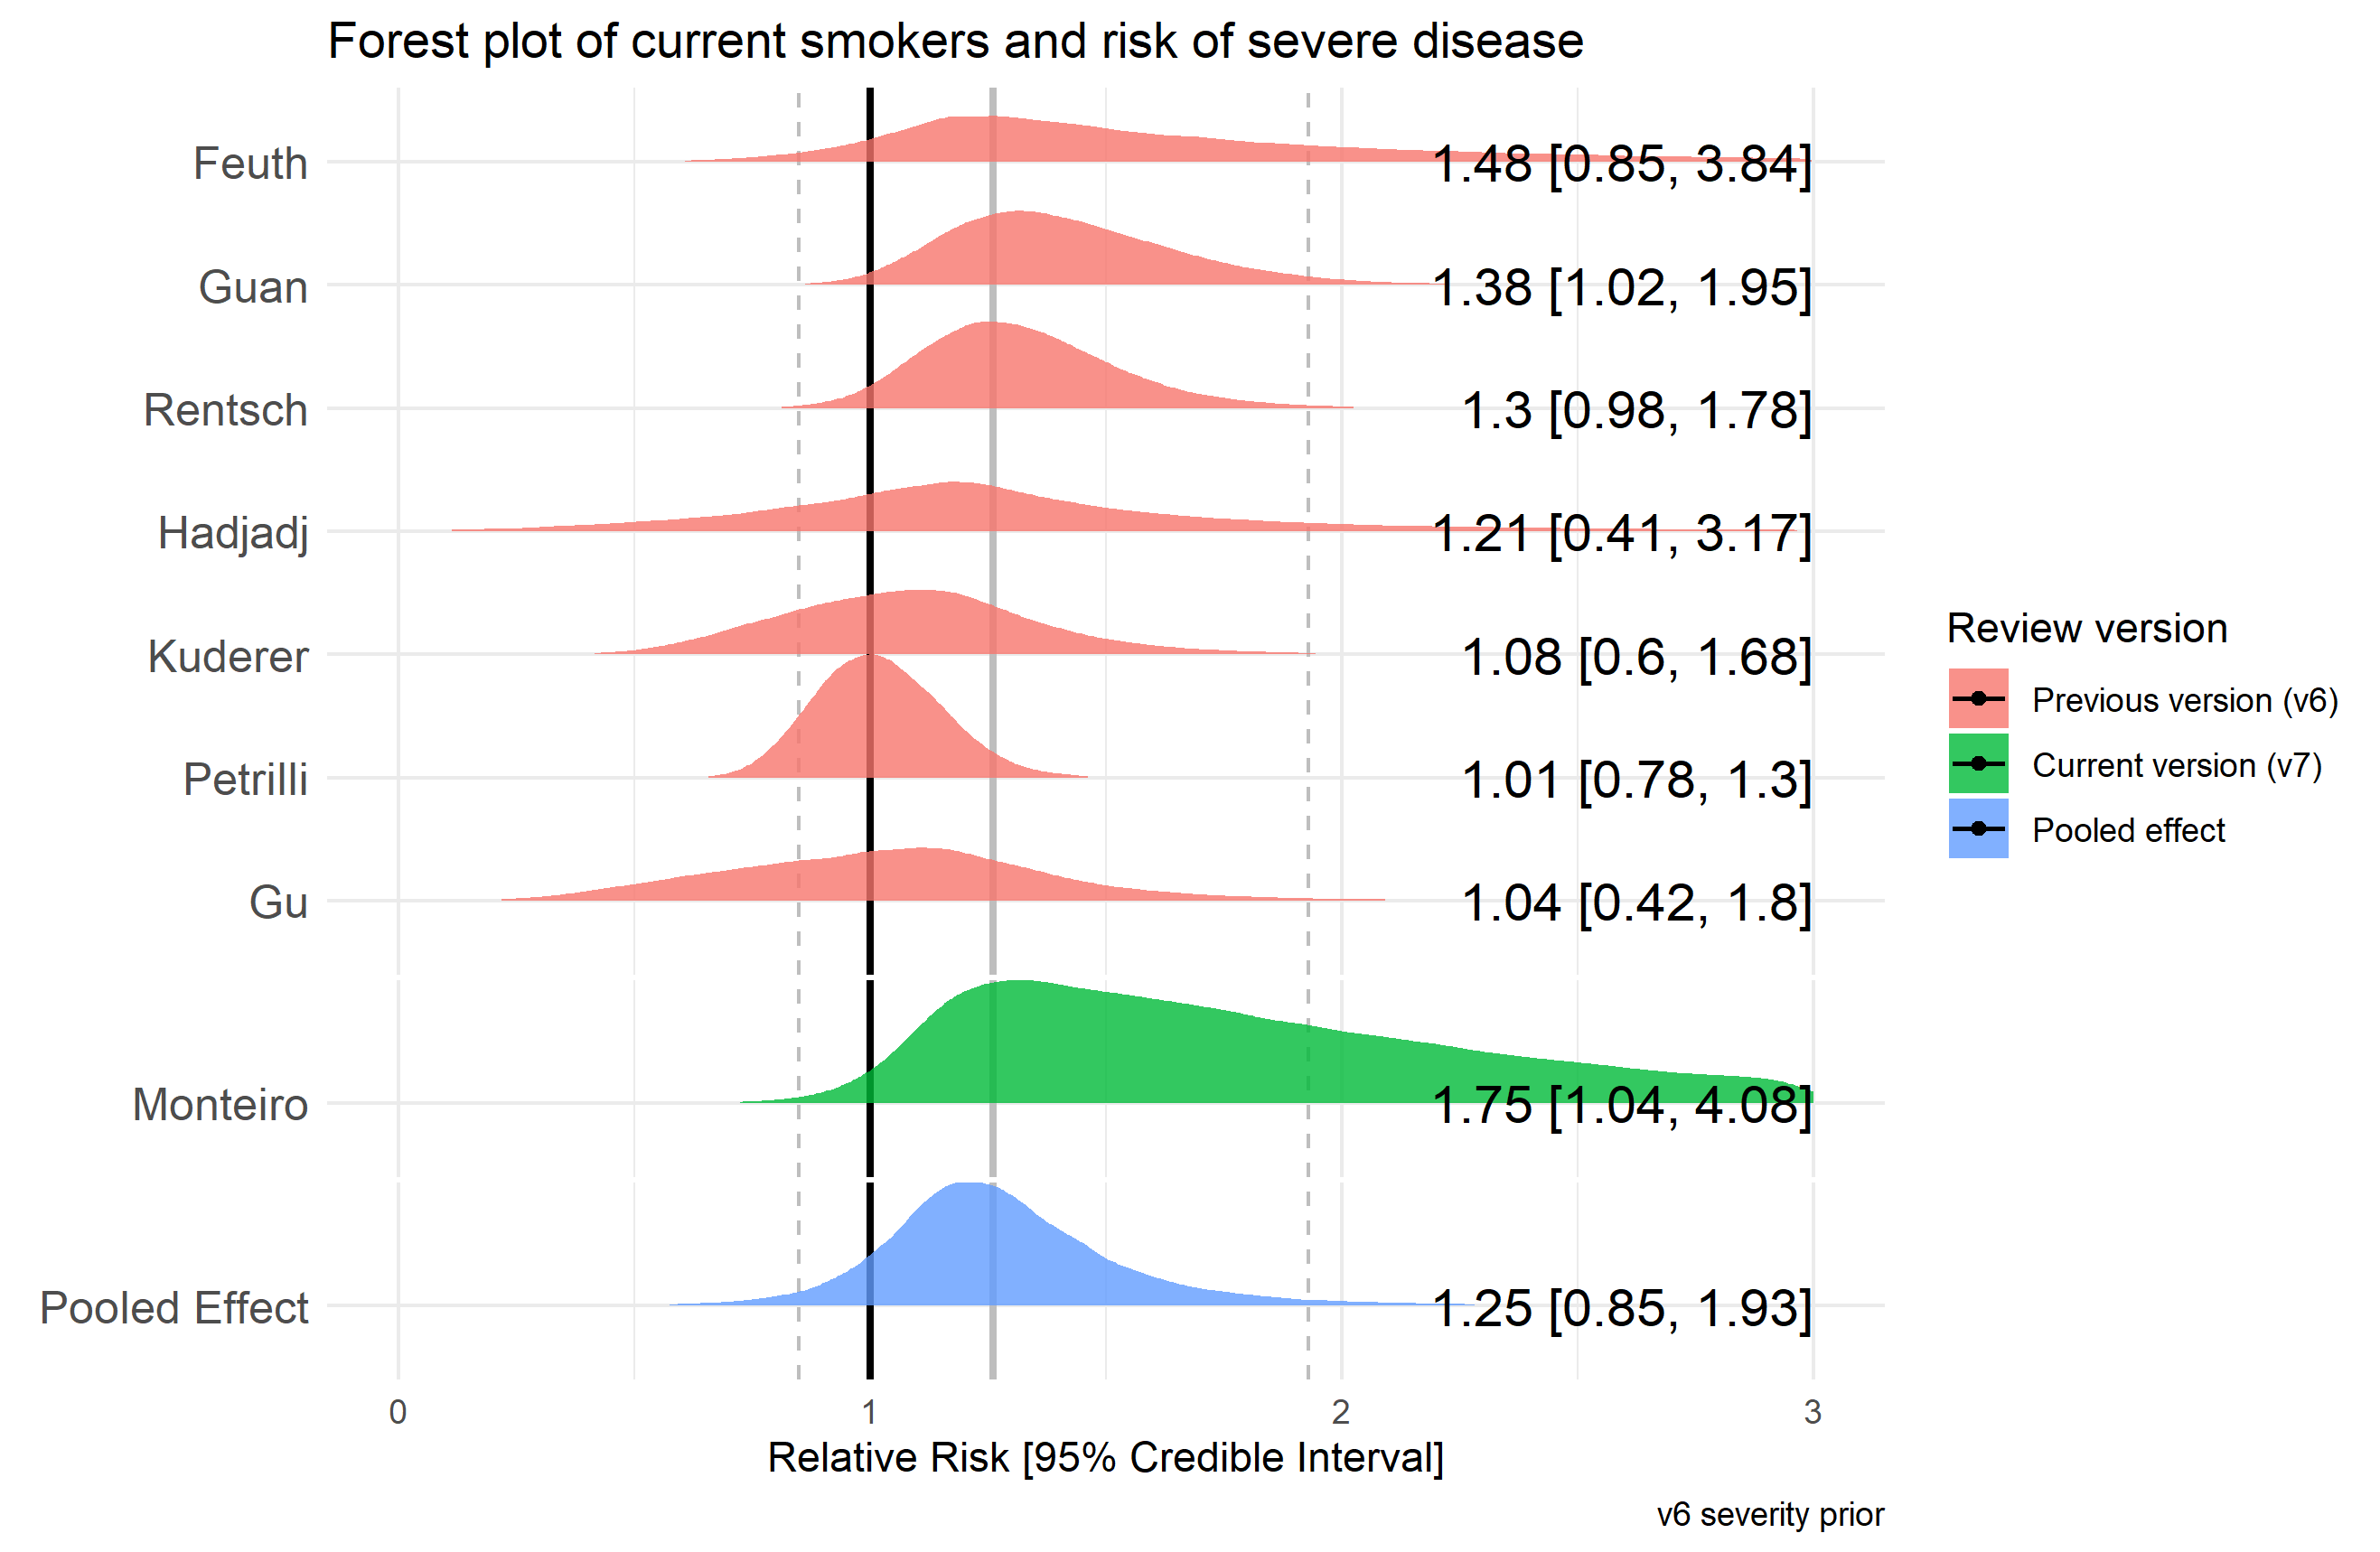 Forest plot of current smokers and risk of severe disease
Feuth 1.48 [0.85, 3.84]
Guan 1.38 [1.02, 1.95]
Rentsch 1.3 [0.98, 1.78]
Hadjadj 1.21 [0.41, 3.17]
Kuderer 1.08 [0.6, 1.68]
Petrilli 1.01 [0.78, 1.3]
Gu 1.04 [0.42, 1.8]
Monteiro 1.75 [1.04, 4.08]
Pooled Effect 1.25 [0.85, 1.93]
0 1 2 3
Relative Risk [95% Credible Interval]
v6 severity prior
Review version
Previous version (v6)
Current version (v7)
Pooled effect